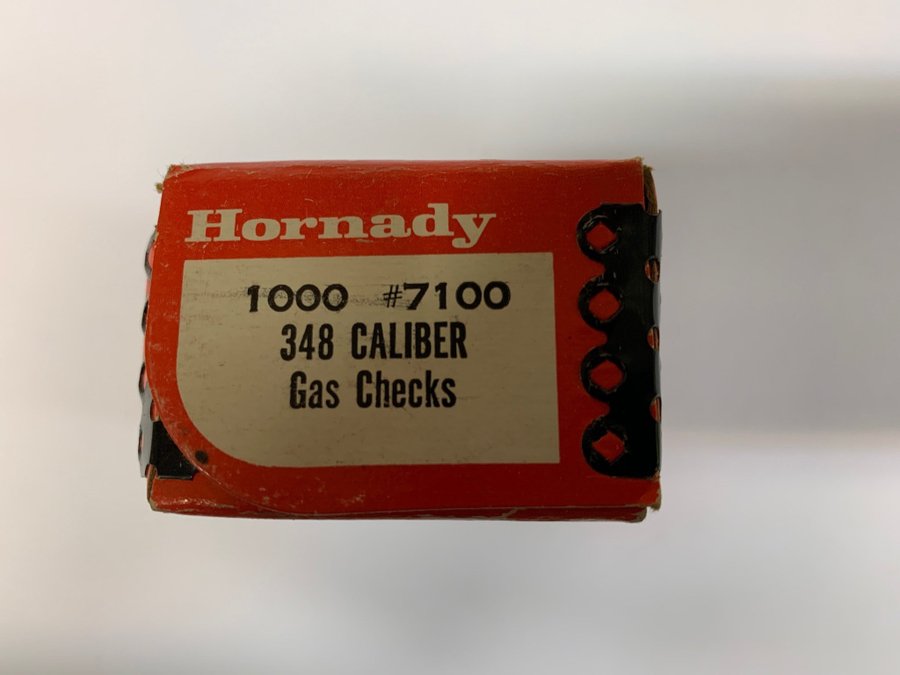 Hornady
1000 #7100
348 CALIBER
Gas Checks